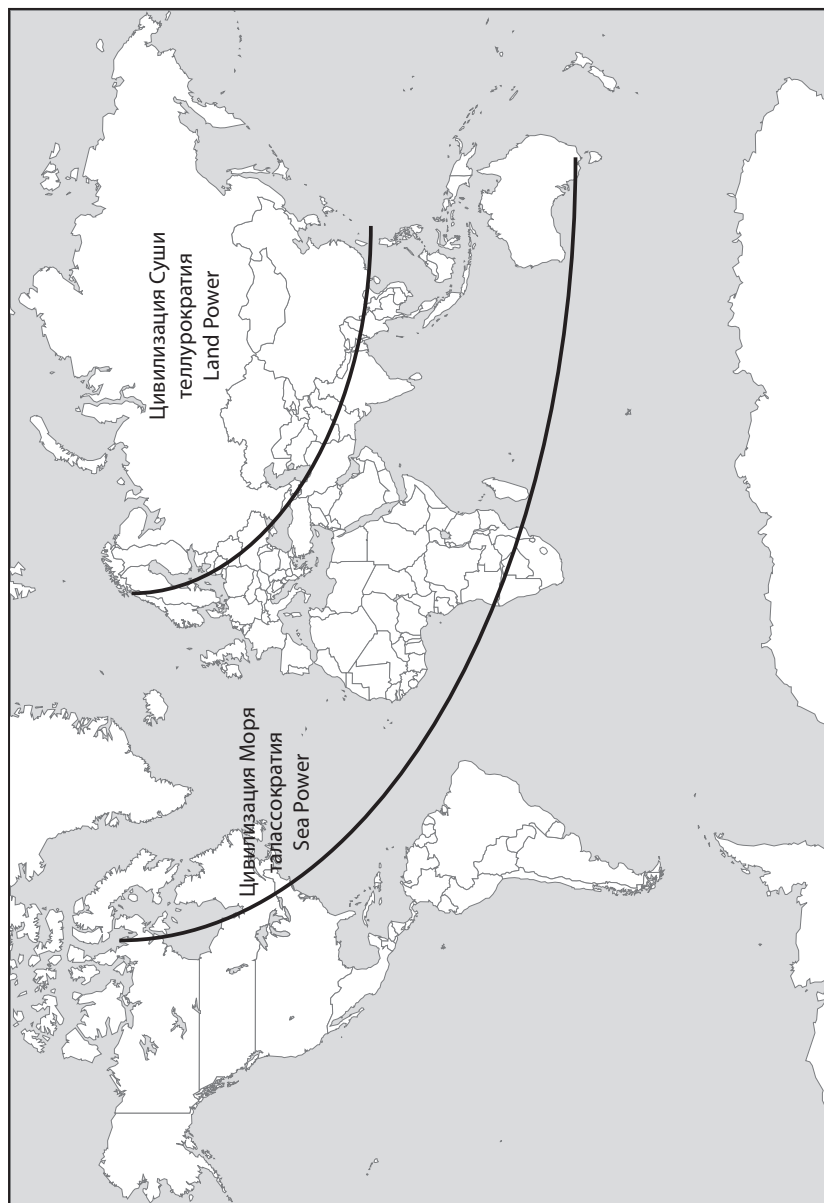 Цивилизация Суши
теллурократия
Land Power
Цивилизация Моря
талассократия
Sea Power